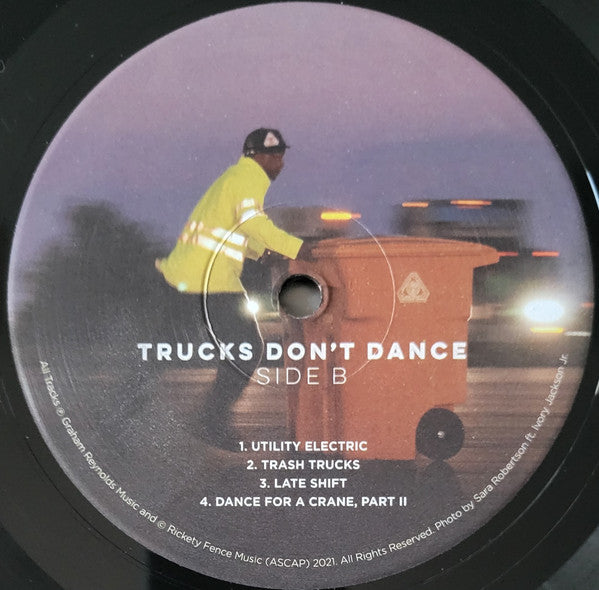 TRUCKS DON'T DANCE
SIDE B
1. UTILITY ELECTRIC
2. TRASH TRUCKS
3. LATE SHIFT
4. DANCE FOR A CRANE, PART II
All Tracks ℗ Graham Reynolds Music and © Rickety Fence Music (ASCAP) 2021. All Rights Reserved. Photo by Sara Robertson ft. Ivory Jackson Jr.